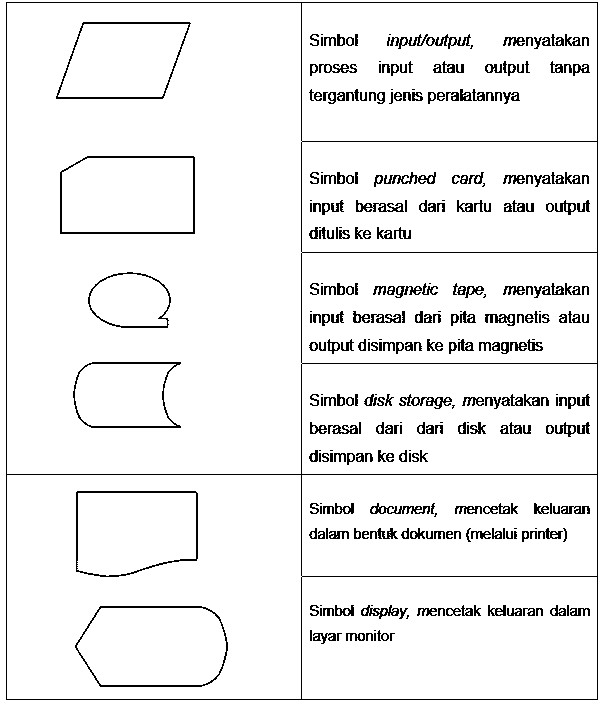 Simbol input/output, menyatakan
proses input atau output tanpa
tergantung jenis peralatannya
Simbol punched card, menyatakan
input berasal dari kartu atau output
ditulis ke kartu
Simbol magnetic tape, menyatakan
input berasal dari pita magnetis atau
output disimpan ke pita magnetis
Simbol disk storage, menyatakan input
berasal dari dari disk atau output
disimpan ke disk
Simbol document, mencetak keluaran
dalam bentuk dokumen (melalui printer)
Simbol display, mencetak keluaran dalam
layar monitor